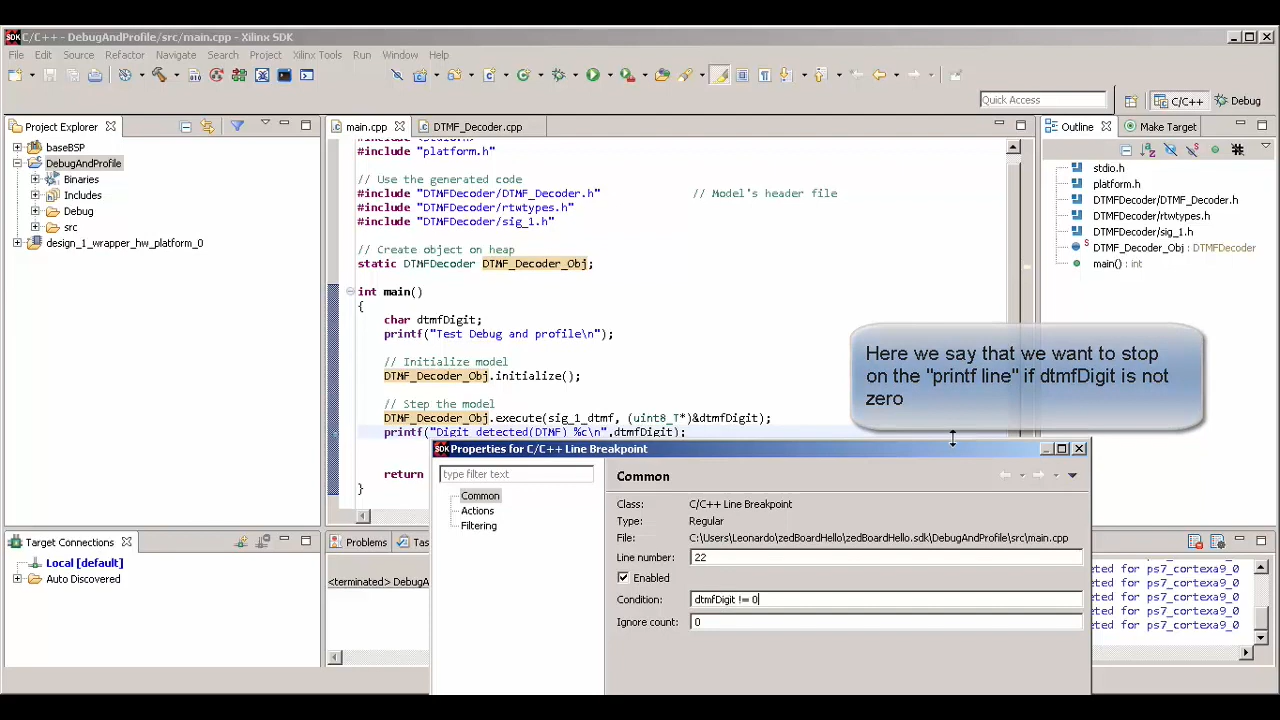 SDK C/C++ - DebugAndProfile/src/main.cpp - Xilinx SDK
File Edit Source Refactor Navigate Search Project Xilinx Tools Run Window Help
Quick Access
C/C++
Debug
Project Explorer
baseBSP
DebugAndProfile
Binaries
Includes
Debug
src
design_1_wrapper_hw_platform_0
main.cpp
DTMF_Decoder.cpp
#include "platform.h"
// Use the generated code
#include "DTMFDecoder/DTMF_Decoder.h" // Model's header file
#include "DTMFDecoder/rtwtypes.h"
#include "DTMFDecoder/sig_1.h"
// Create object on heap
static DTMFDecoder DTMF_Decoder_Obj;
int main()
{
char dtmfDigit;
printf("Test Debug and profile\n");
// Initialize model
DTMF_Decoder_Obj.initialize();
// Step the model
DTMF_Decoder_Obj.execute(sig_1_dtmf, (uint8_T*)&dtmfDigit);
printf("Digit detected(DTMF) %c\n",dtmfDigit);
return
}
Outline
Make Target
stdio.h
platform.h
DTMFDecoder/DTMF_Decoder.h
DTMFDecoder/rtwtypes.h
DTMFDecoder/sig_1.h
S DTMF_Decoder_Obj : DTMFDecoder
main() : int
Here we say that we want to stop
on the "printf line" if dtmfDigit is not
zero
SDK Properties for C/C++ Line Breakpoint
type filter text
Common
Actions
Filtering
Common
Class: C/C++ Line Breakpoint
Type: Regular
File: C:\Users\Leonardo\zedBoardHello\zedBoardHello.sdk\DebugAndProfile\src\main.cpp
Line number: 22
Enabled
Condition: dtmfDigit != 0
Ignore count: 0
Target Connections
Local [default]
Auto Discovered
Problems
Tas
<terminated> DebugA
eted for ps7_cortexa9_0
eted for ps7_cortexa9_0
eted for ps7_cortexa9_0
eted for ps7_cortexa9_0
eted for ps7_cortexa9_0